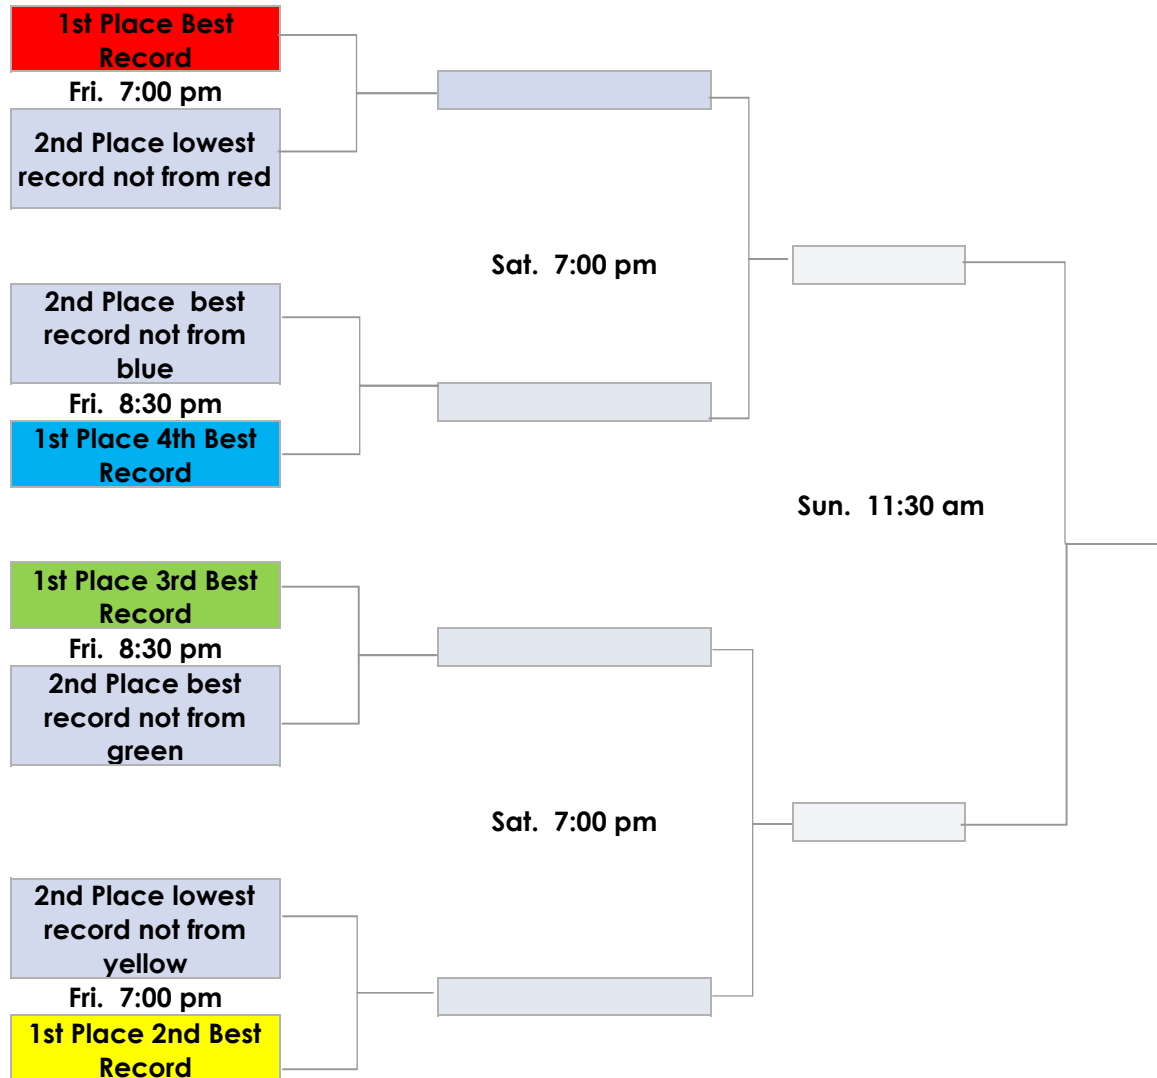 1st Place Best
Record
Fri. 7:00 pm
2nd Place lowest
record not from red
Sat. 7:00 pm
2nd Place best
record not from
blue
Fri. 8:30 pm
1st Place 4th Best
Record
Sun. 11:30 am
1st Place 3rd Best
Record
Fri. 8:30 pm
2nd Place best
record not from
green
Sat. 7:00 pm
2nd Place lowest
record not from
yellow
Fri. 7:00 pm
1st Place 2nd Best
Record